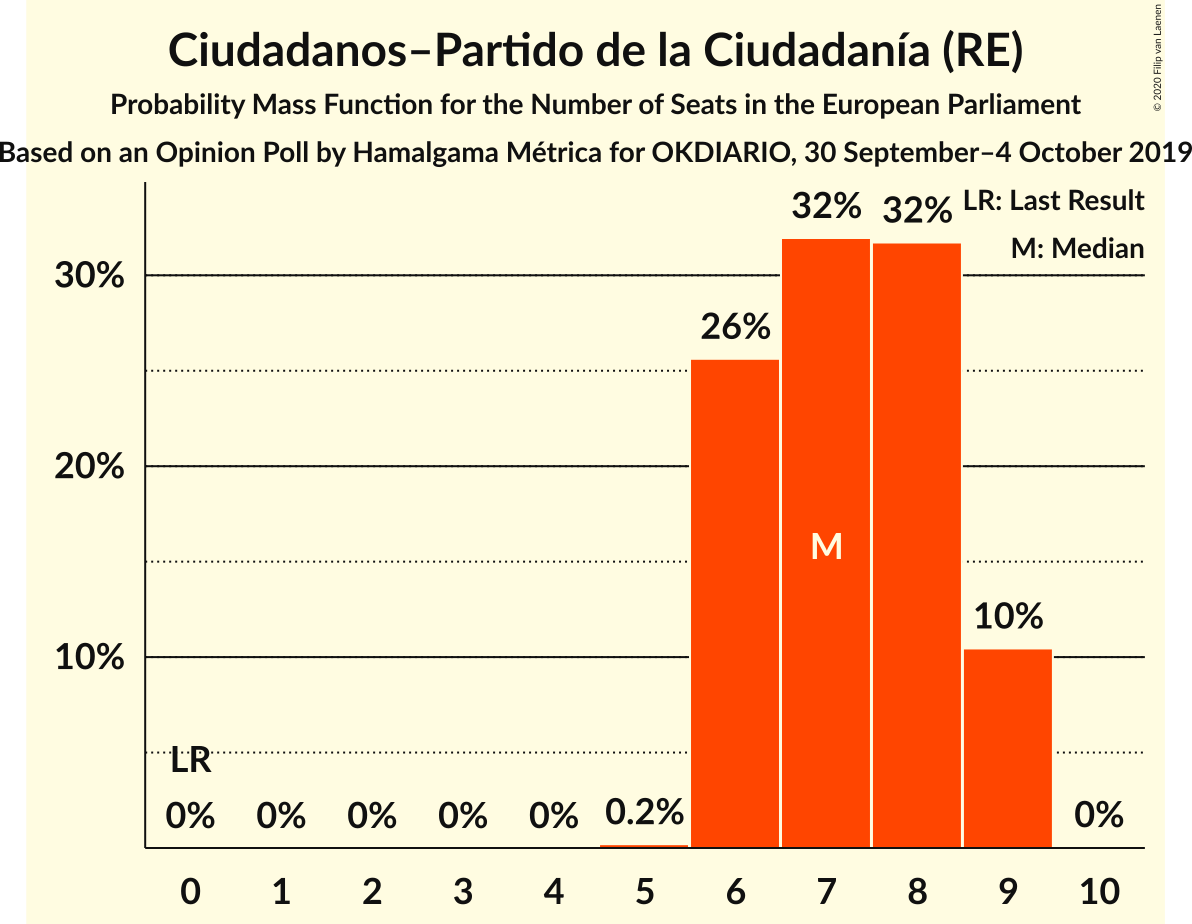 Ciudadanos–Partido de la Ciudadanía (RE)
Probability Mass Function for the Number of Seats in the European Parliament
Based on an Opinion Poll by Hamalgama Métrica for OKDIARIO, 30 September–4 October 2019
© 2020 Filip van Laenen
LR: Last Result
M: Median
32%
32%
30%
26%
20%
M
10%
10%
LR
0%
0%
0%
0%
0%
0.2%
0%
0 1 2 3 4 5 6 7 8 9 10